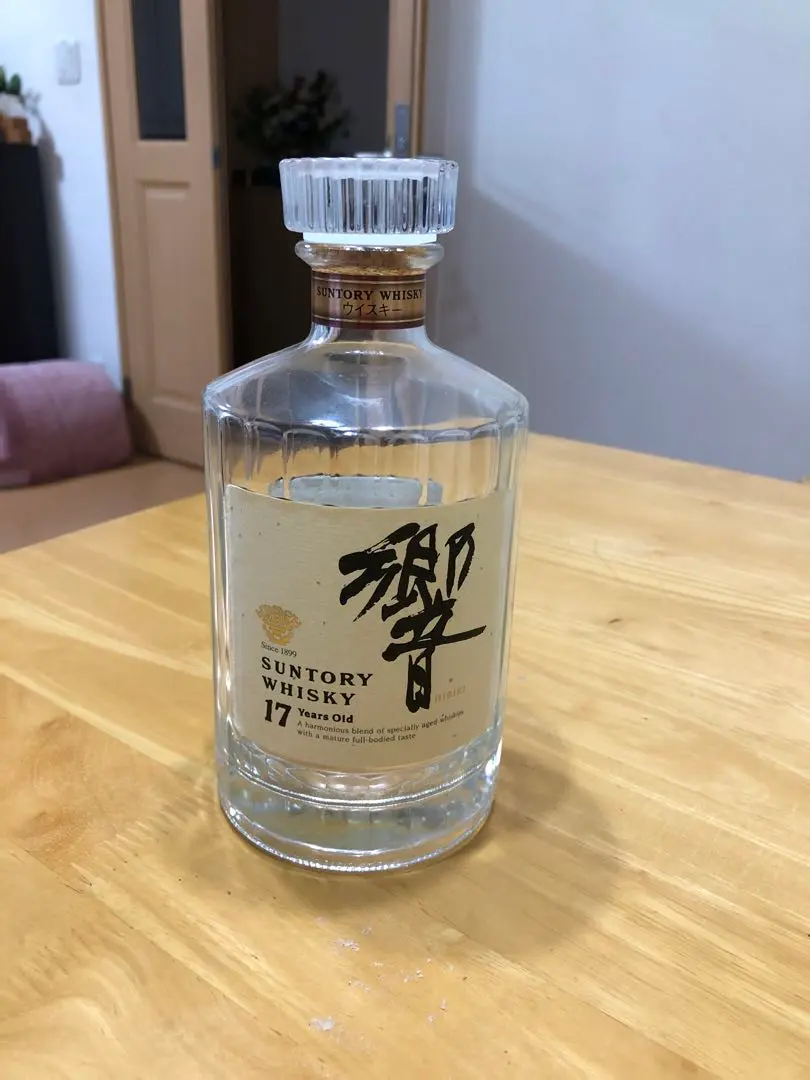 SUNTORY WHISKY
ウイスキー
響
Since 1899
SUNTORY
WHISKY
HIBIKI
17 Years Old
A harmonious blend of specially aged whiskies
with a mature full-bodied taste